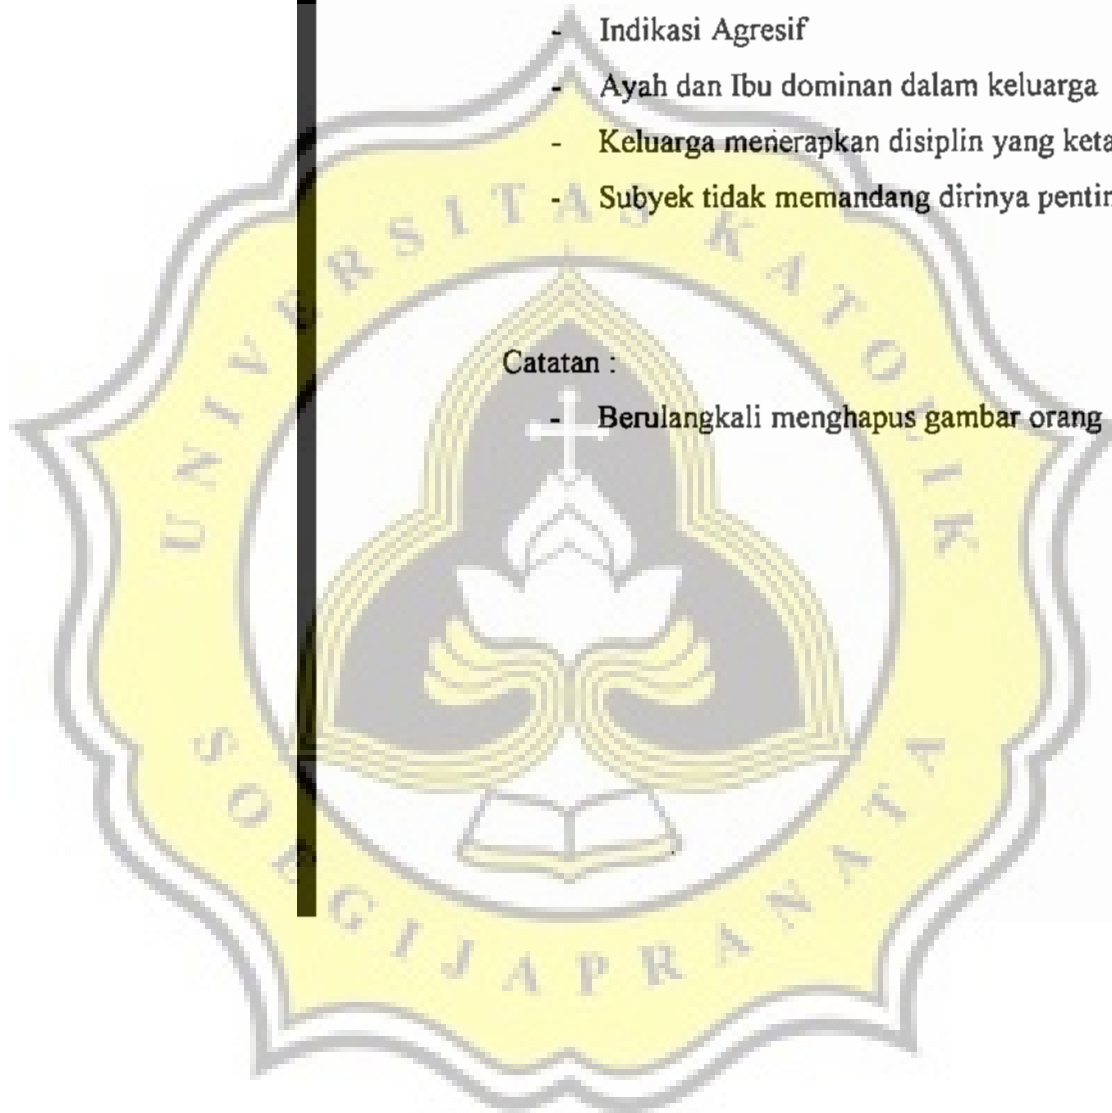 - Indikasi Agresif
- Ayah dan Ibu dominan dalam keluarga
- Keluarga menerapkan disiplin yang keta
- Subyek tidak memandang dirinya pentin
Catatan :
- Berulangkali menghapus gambar orang
UNIVERSITAS KATOLIK
SOEGIJAPRANATA